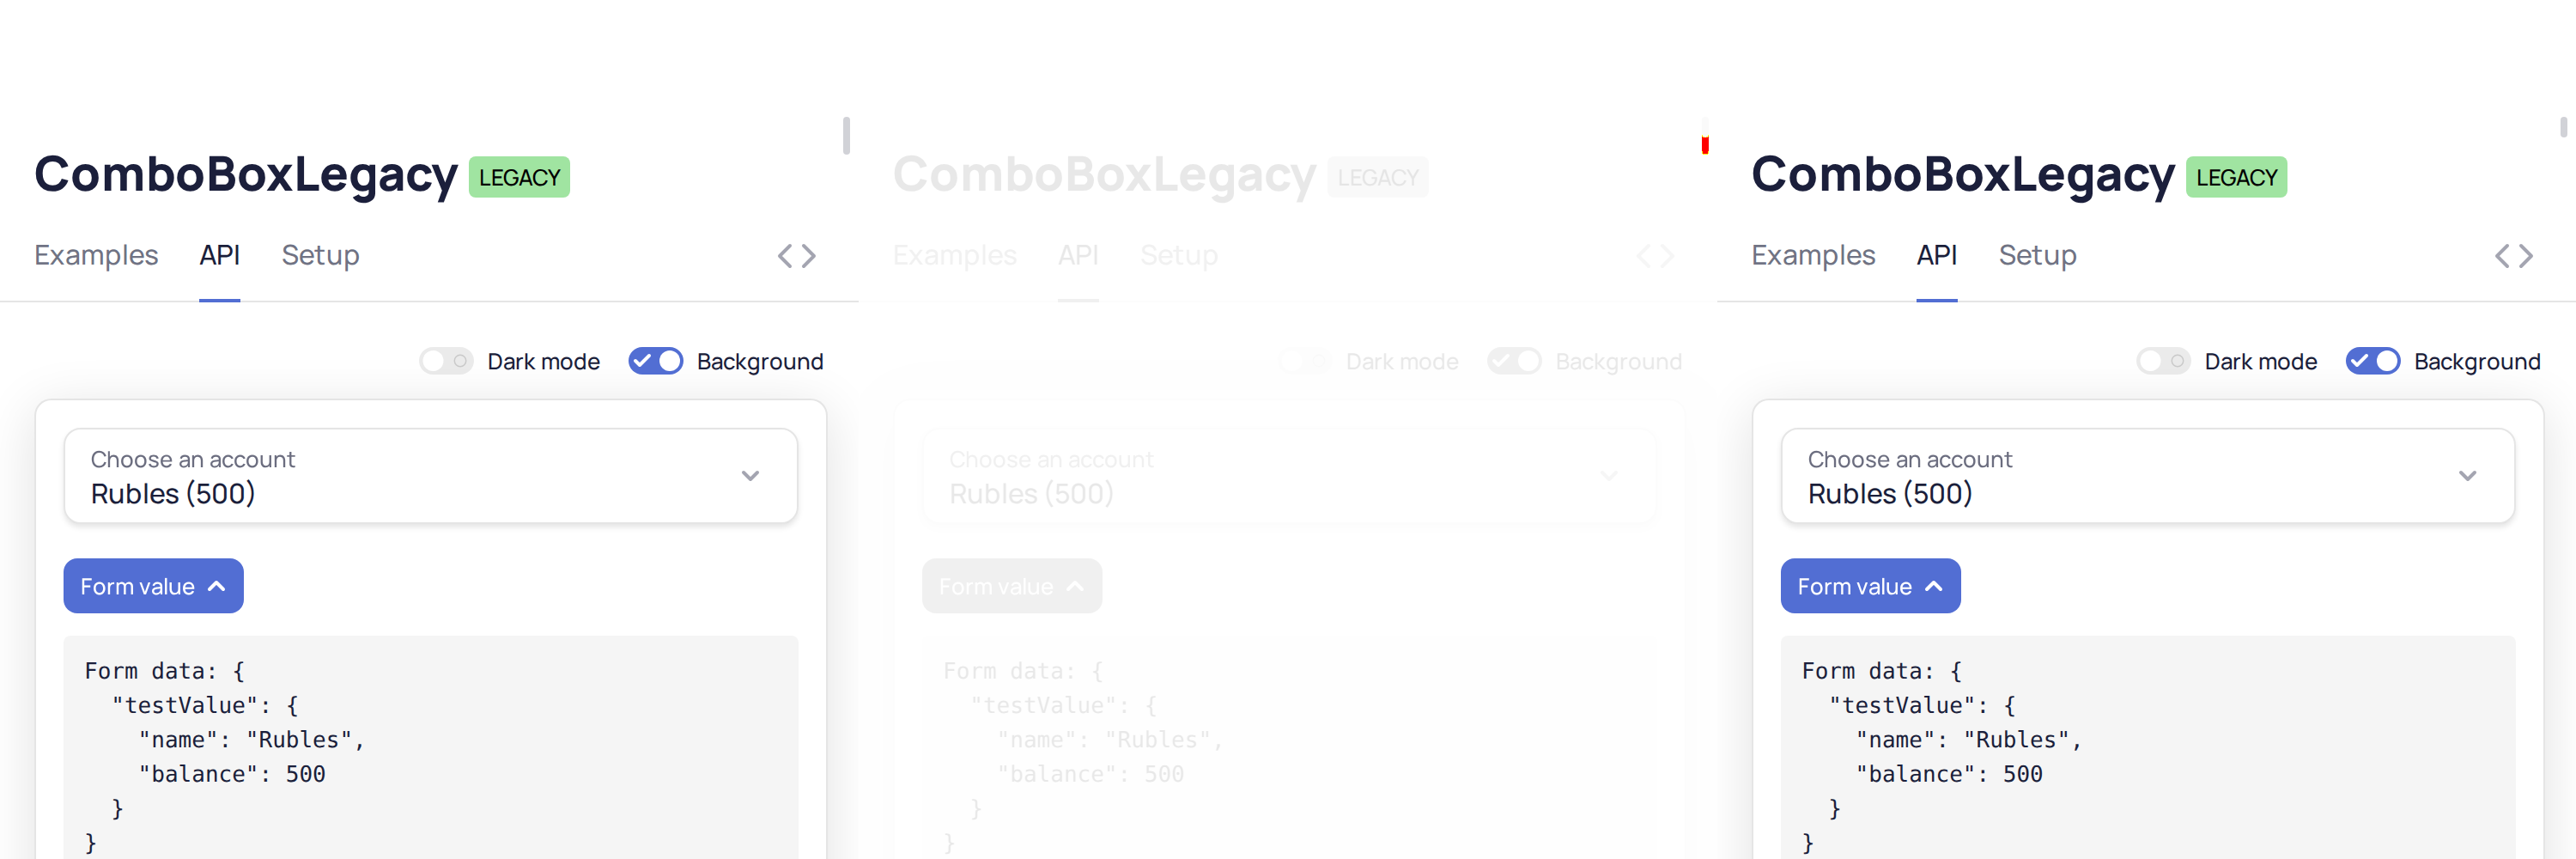 ComboBoxLegacy LEGACY
Examples API Setup
Dark mode Background
Choose an account
Rubles (500)
Form value
Form data: {
  "testValue": {
    "name": "Rubles",
    "balance": 500
  }
}
ComboBoxLegacy LEGACY
Examples API Setup
Dark mode Background
Choose an account
Rubles (500)
Form value
Form data: {
  "testValue": {
    "name": "Rubles",
    "balance": 500
  }
}
ComboBoxLegacy LEGACY
Examples API Setup
Dark mode Background
Choose an account
Rubles (500)
Form value
Form data: {
  "testValue": {
    "name": "Rubles",
    "balance": 500
  }
}